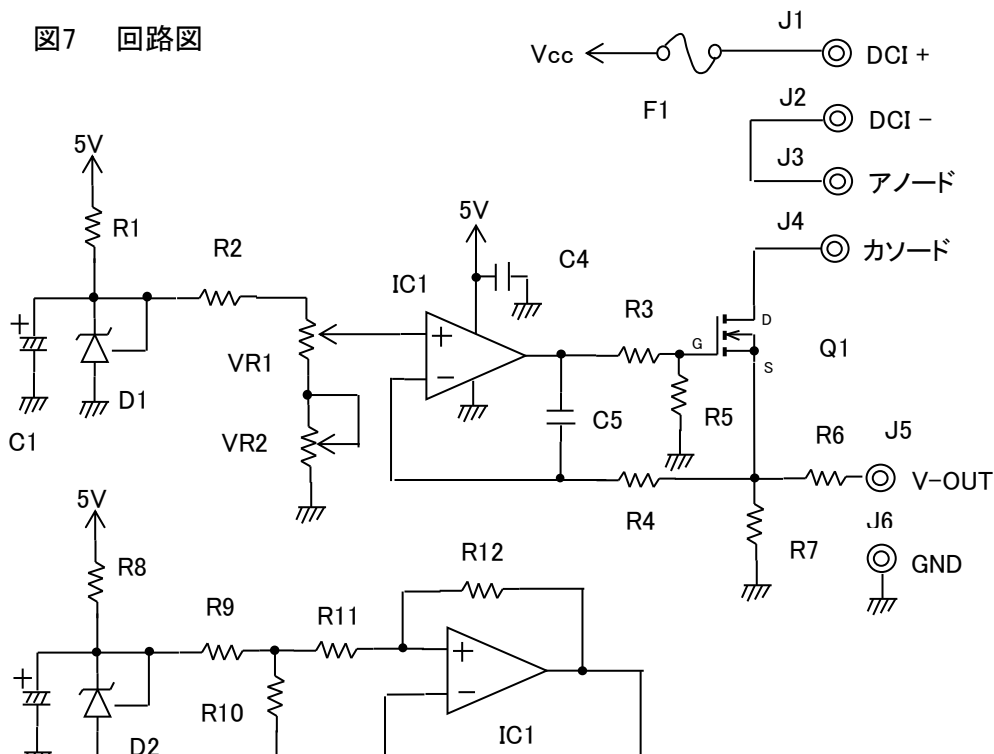 図7 回路図
J1
Vcc
DCI +
F1
J2
DCI −
J3
アノード
J4
カソード
5V
R1
R2
5V
C4
IC1
R3
+
+
−
VR1
G
D
S
Q1
D1
C1
VR2
C5
R5
R6
J5
V-OUT
R4
5V
J6
R7
GND
R8
R12
R9
R11
+
+
−
R10
IC1
D2